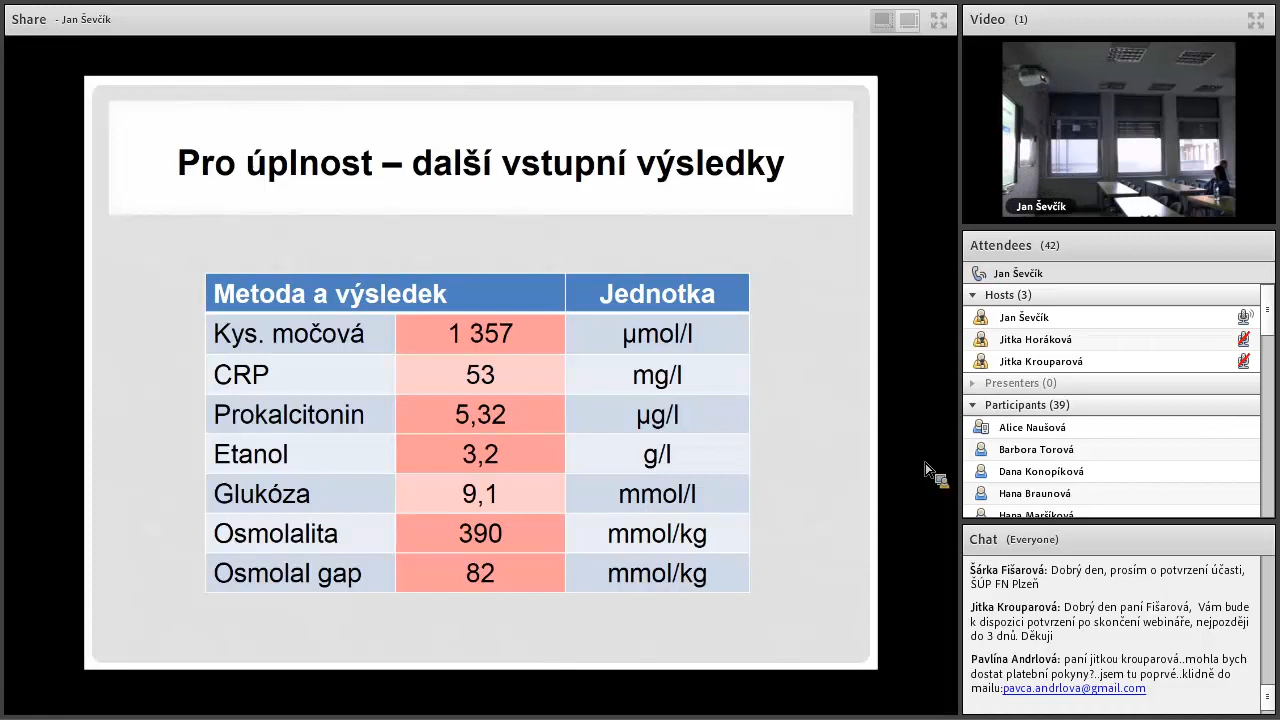 Share - Jan Ševčík
Pro úplnost – další vstupní výsledky
Metoda a výsledek Jednotka
Kys. močová 1 357 µmol/l
CRP 53 mg/l
Prokalcitonin 5,32 µg/l
Etanol 3,2 g/l
Glukóza 9,1 mmol/l
Osmolalita 390 mmol/kg
Osmolal gap 82 mmol/kg
Video (1)
Jan Ševčík
Attendees (42)
Jan Ševčík
Hosts (3)
Jan Ševčík
Jitka Horáková
Jitka Krouparová
Presenters (0)
Participants (39)
Alice Naušová
Barbora Torová
Dana Konopíková
Hana Braunová
Hana Maršíková
Chat (Everyone)
Šárka Fišarová: Dobrý den, prosím o potvrzení účasti,
ŠÚP FN Plzeň
Jitka Krouparová: Dobrý den paní Fišarová, Vám bude
k dispozici potvrzení po skončení webináře, nejpozději
do 3 dnů. Děkuji
Pavlína Andrlová: paní jitkou krouparová..mohla bych
dostat platební pokyny?..jsem tu poprvé..klidně do
mailu:pavca.andrlova@gmail.com